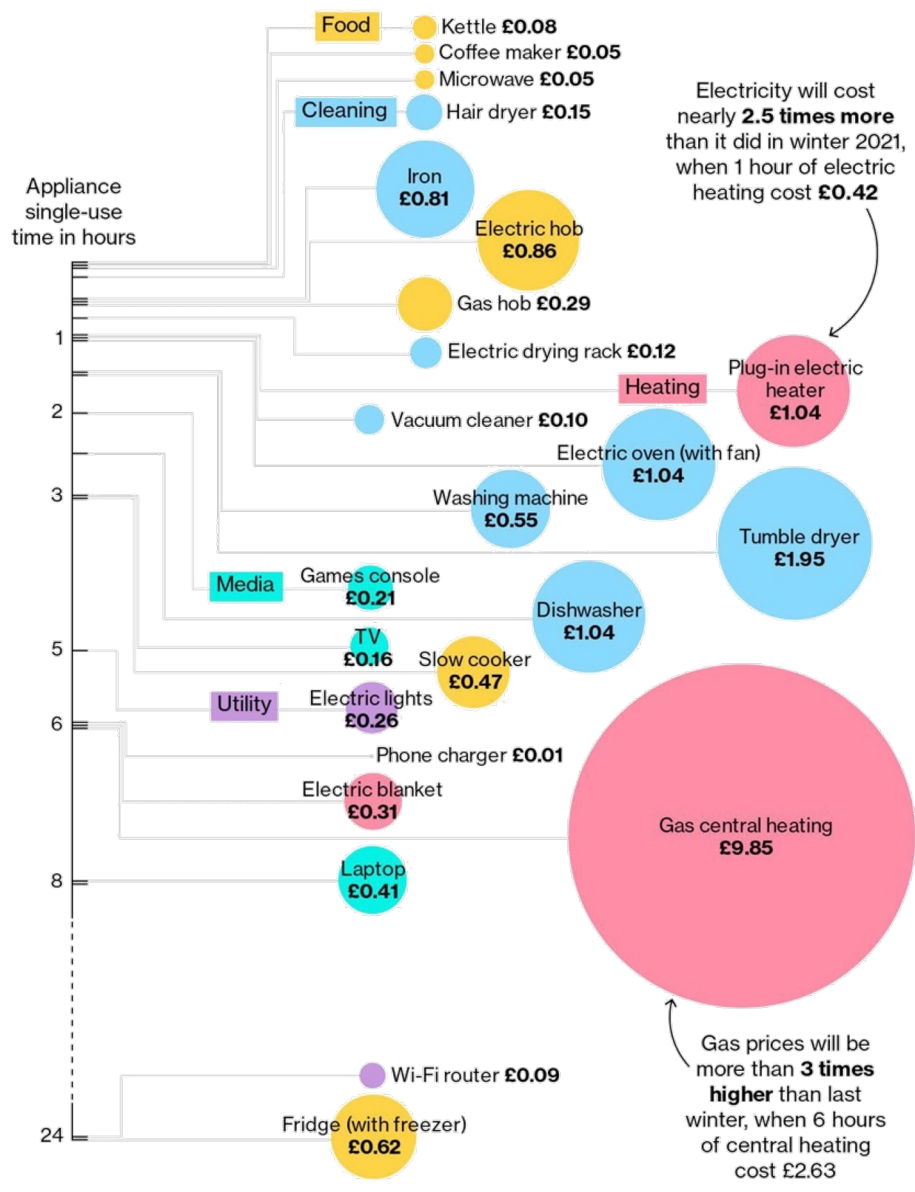 Food
Kettle £0.08
Coffee maker £0.05
Microwave £0.05
Cleaning
Hair dryer £0.15
Electricity will cost
nearly 2.5 times more
than it did in winter 2021,
when 1 hour of electric
heating cost £0.42
Appliance
single-use
time in hours
Iron
£0.81
Electric hob
£0.86
Gas hob £0.29
1
Electric drying rack £0.12
Plug-in electric
heater
£1.04
Heating
2
Vacuum cleaner £0.10
Electric oven (with fan)
£1.04
3
Washing machine
£0.55
Tumble dryer
£1.95
Media
Games console
£0.21
Dishwasher
£1.04
5
TV
£0.16
Slow cooker
£0.47
Utility
Electric lights
£0.26
6
Phone charger £0.01
Electric blanket
£0.31
Gas central heating
£9.85
8
Laptop
£0.41
Gas prices will be
more than 3 times
higher than last
winter, when 6 hours
of central heating
cost £2.63
Wi-Fi router £0.09
24
Fridge (with freezer)
£0.62